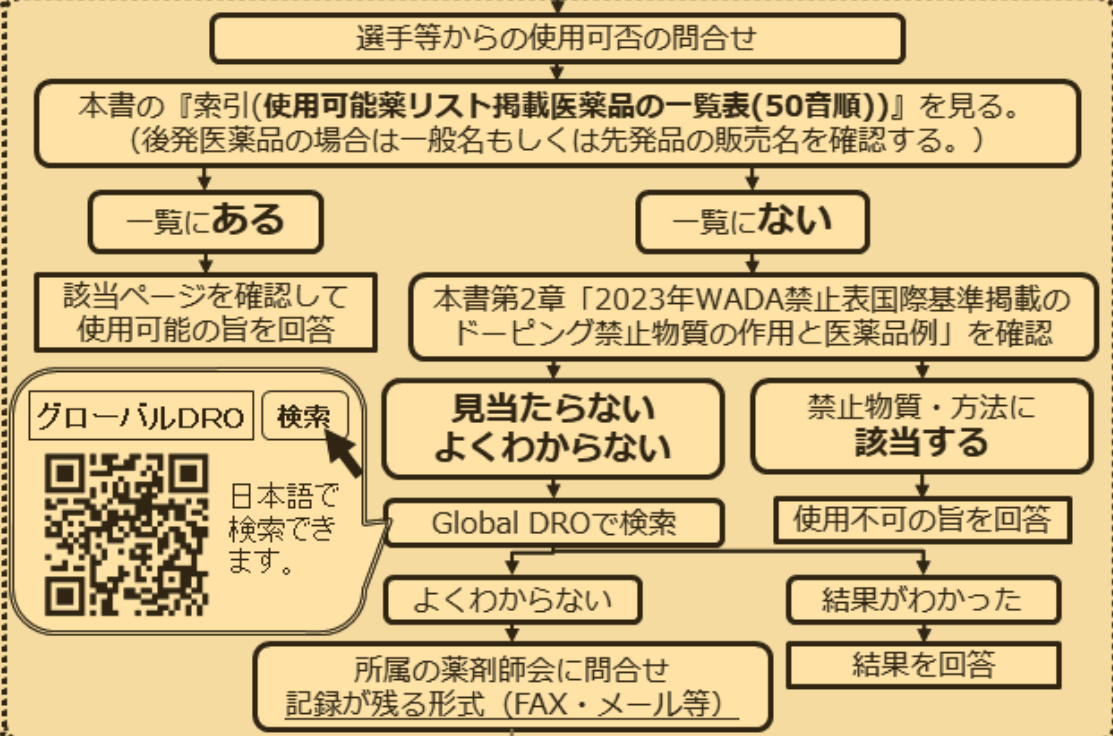 選手等からの使用可否の問合せ
本書の『索引(使用可能薬リスト掲載医薬品の一覧表(50音順))』を見る。
（後発医薬品の場合は一般名もしくは先発品の販売名を確認する。）
一覧にある
一覧にない
該当ページを確認して
使用可能の旨を回答
本書第2章「2023年WADA禁止表国際基準掲載の
ドーピング禁止物質の作用と医薬品例」を確認
見当たらない
よくわからない
禁止物質・方法に
該当する
グローバルDRO
検索
日本語で
検索でき
ます。
Global DROで検索
使用不可の旨を回答
よくわからない
結果がわかった
所属の薬剤師会に問合せ
記録が残る形式（FAX・メール等）
結果を回答